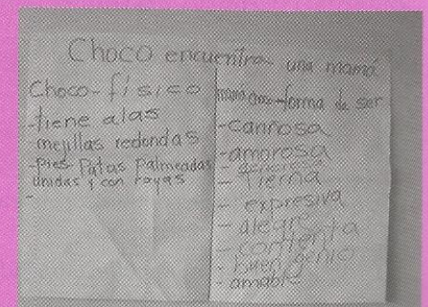 Choco encuentra una mamá
Choco-físico
-tiene alas
-mejillas redondas
-pies Patas Palmeadas
unidas y con rayas
-
mamá -forma de ser
-cariñosa
-amorosa
- tierna
- expresiva
- alegre
- contenta
- buen genio
- amable